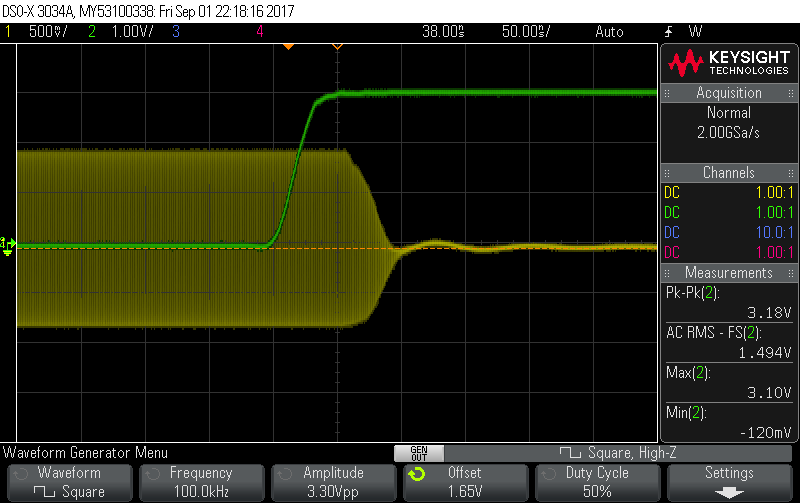 DSO-X 3034A, MY53100338: Fri Sep 01 22:18:16 2017
1 500㎷/ 2 1.00V/ 3 4 38.00㎲ 50.00㎲/ Auto W
KEYSIGHT
TECHNOLOGIES
Acquisition
Normal
2.00GSa/s
Channels
DC 1.00:1
DC 1.00:1
DC 10.0:1
DC 1.00:1
Measurements
Pk-Pk(2):
3.18V
AC RMS - FS(2):
1.494V
Max(2):
3.10V
Min(2):
-120mV
Waveform Generator Menu
GEN
OUT
Square, High-Z
Waveform
Square
Frequency
100.0kHz
Amplitude
3.30Vpp
Offset
1.65V
Duty Cycle
50%
Settings